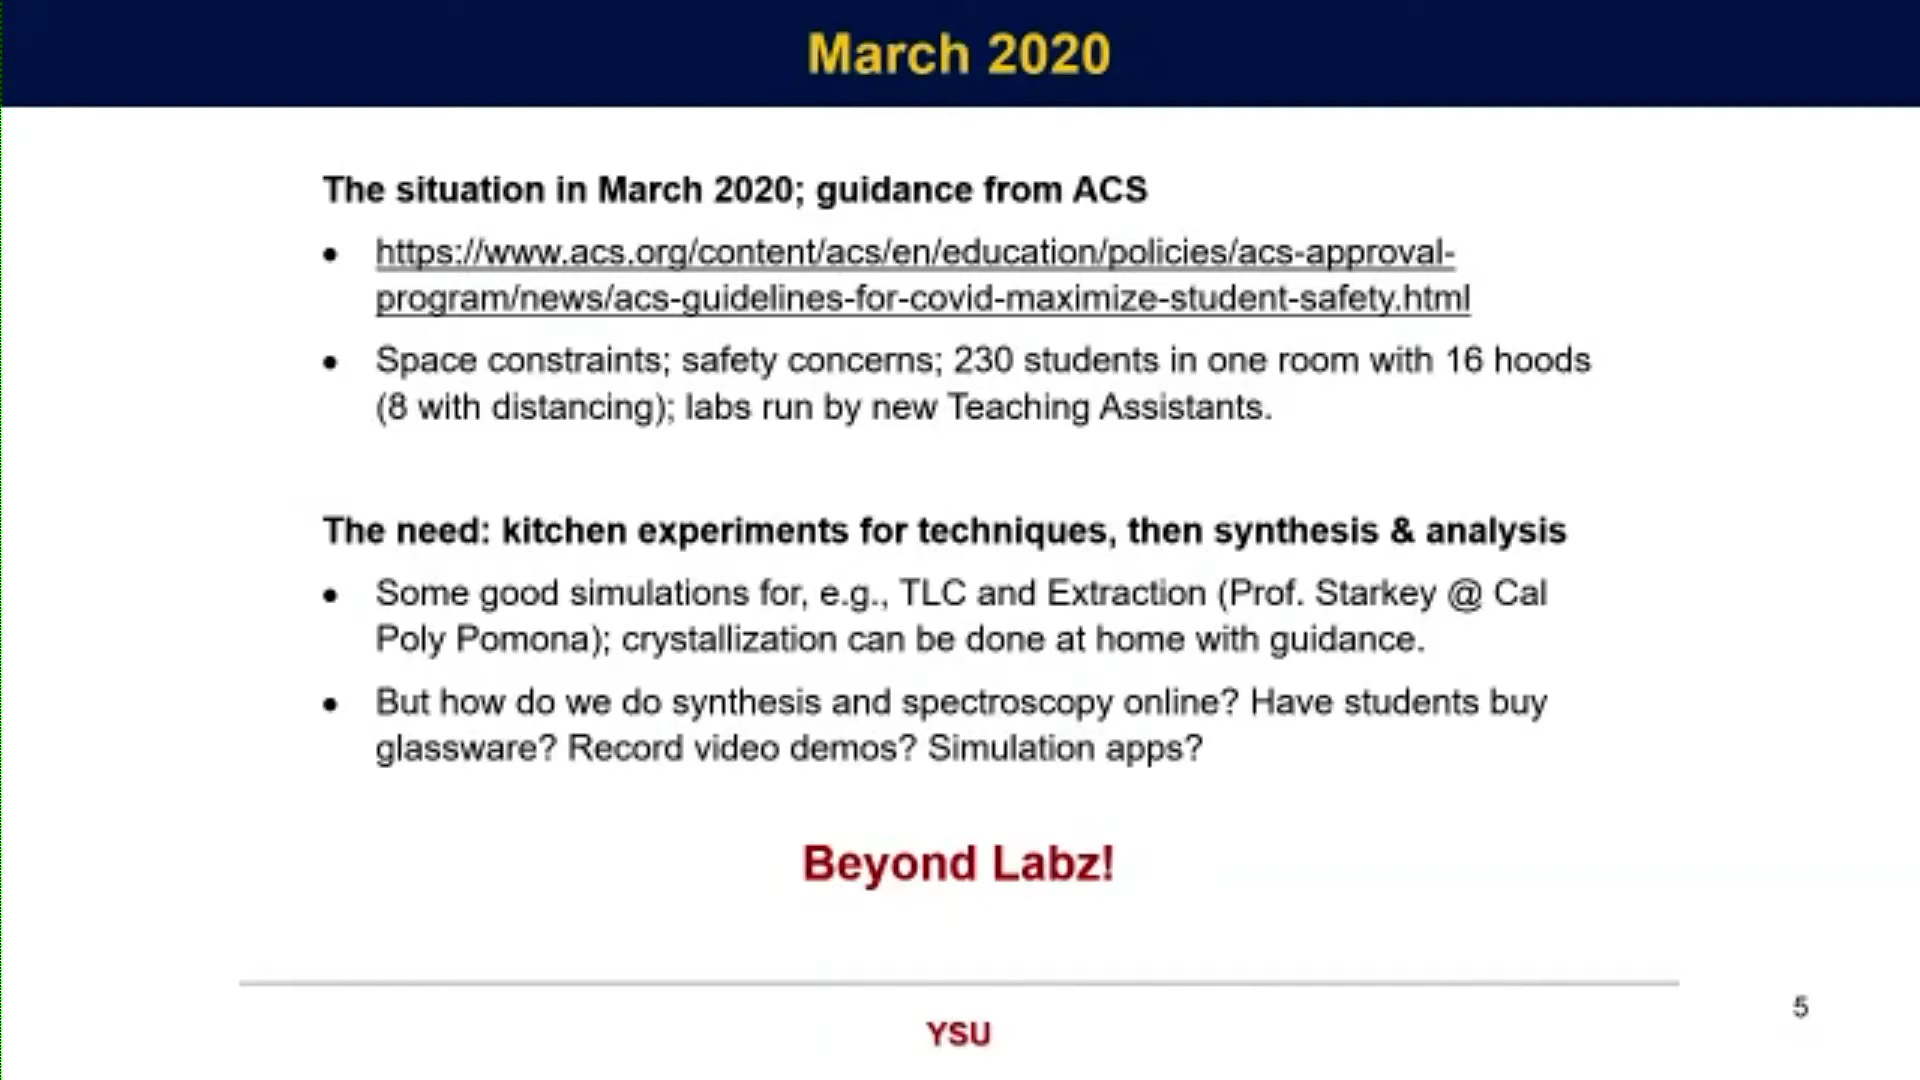 March 2020
The situation in March 2020; guidance from ACS
• https://www.acs.org/content/acs/en/education/policies/acs-approval-
program/news/acs-guidelines-for-covid-maximize-student-safety.html
• Space constraints; safety concerns; 230 students in one room with 16 hoods
(8 with distancing); labs run by new Teaching Assistants.
The need: kitchen experiments for techniques, then synthesis & analysis
• Some good simulations for, e.g., TLC and Extraction (Prof. Starkey @ Cal
Poly Pomona); crystallization can be done at home with guidance.
• But how do we do synthesis and spectroscopy online? Have students buy
glassware? Record video demos? Simulation apps?
Beyond Labz!
5
YSU